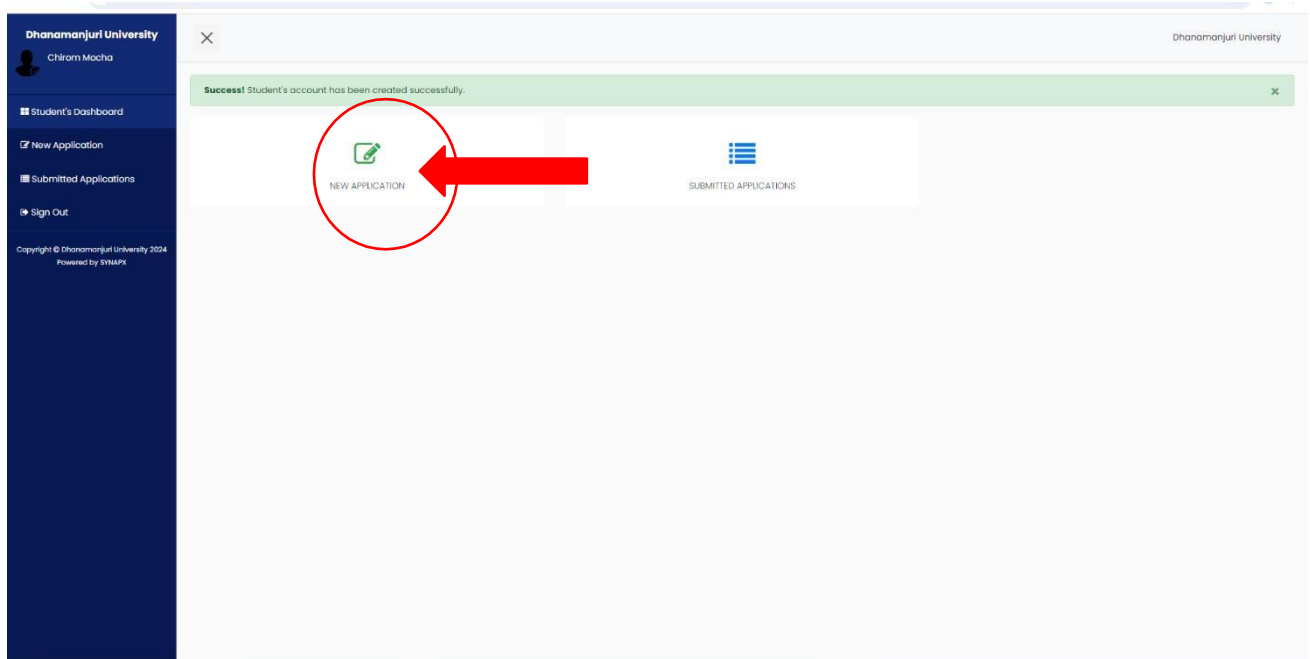 Dhanamanjuri University
Chirom Mocha
Student's Dashboard
New Application
Submitted Applications
Sign Out
Copyright © Dhanamanjuri University 2024
Powered by SYNAPX
Dhanamanjuri University
Success! Student's account has been created successfully.
NEW APPLICATION
SUBMITTED APPLICATIONS